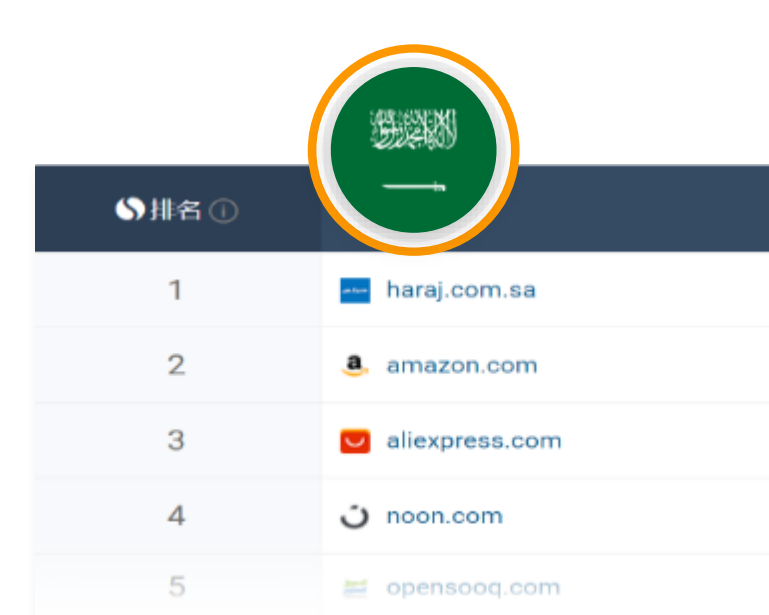 排名
1 haraj.com.sa
2 amazon.com
3 aliexpress.com
4 noon.com
5 opensooq.com